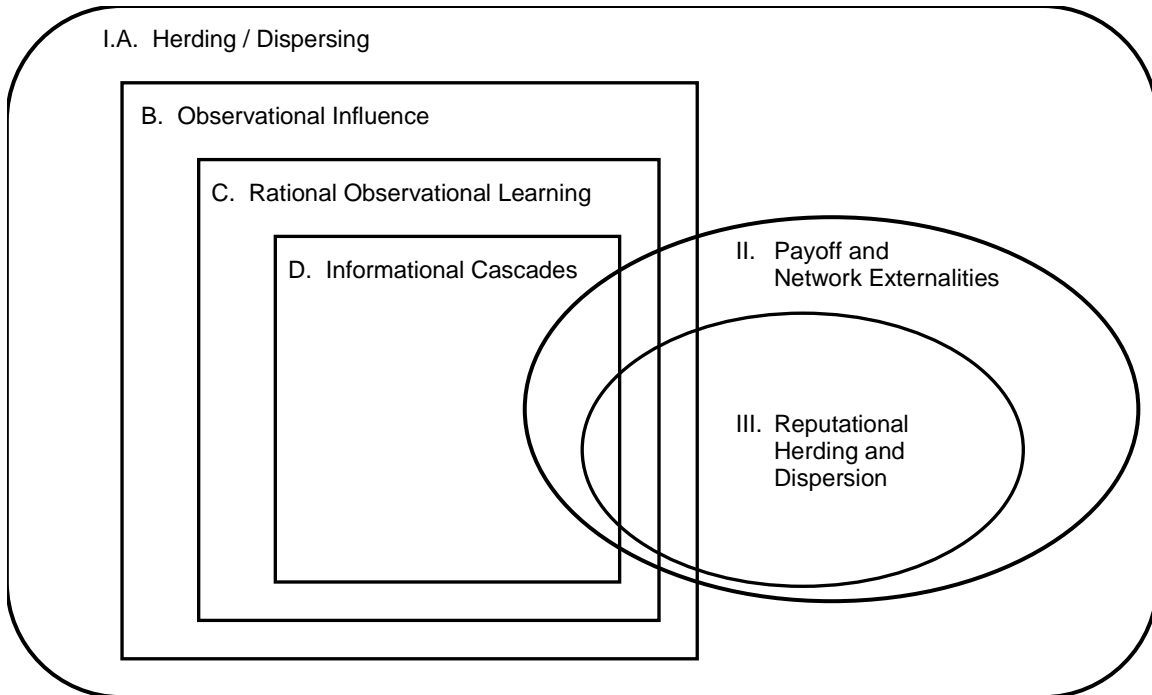 I.A. Herding / Dispersing
B. Observational Influence
C. Rational Observational Learning
D. Informational Cascades
II. Payoff and
Network Externalities
III. Reputational
Herding and
Dispersion